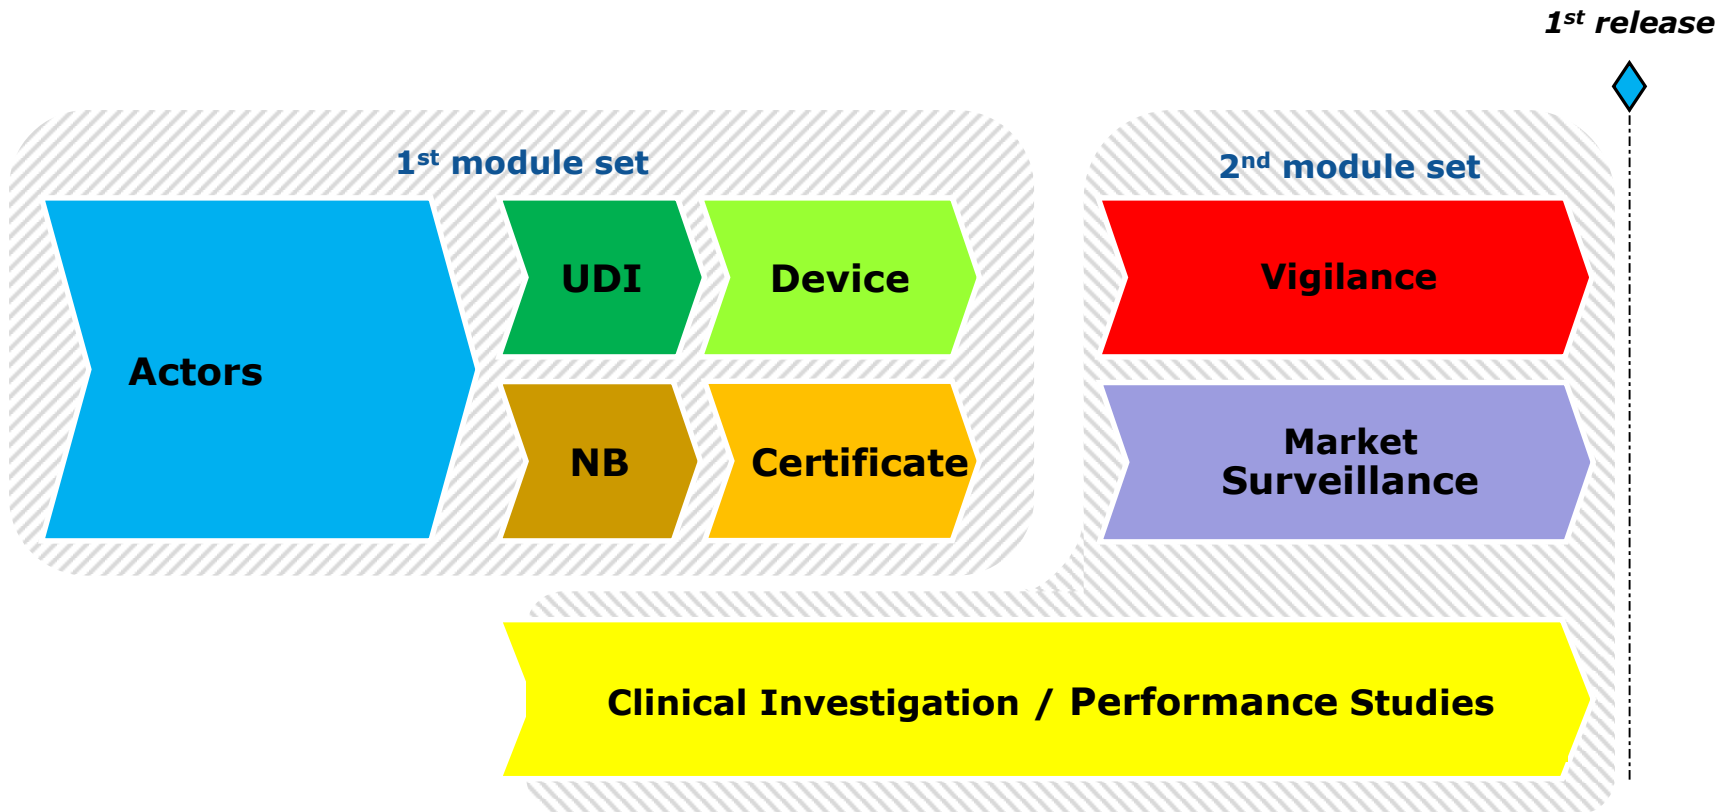 1st release
1st module set
2nd module set
Actors
UDI
Device
Vigilance
NB
Certificate
Market
Surveillance
Clinical Investigation / Performance Studies